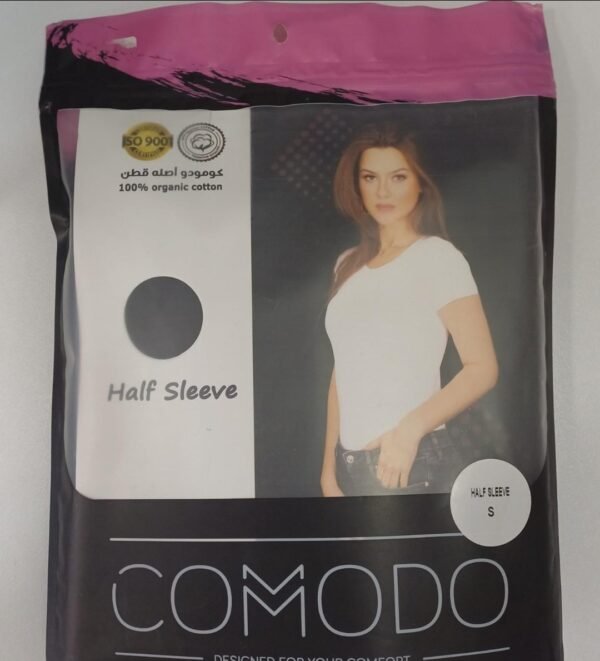 ISO 9001
كومودو أصله قطن
100% organic cotton
Half Sleeve
HALF SLEEVE
S
COMODO
DESIGNED FOR YOUR COMFORT